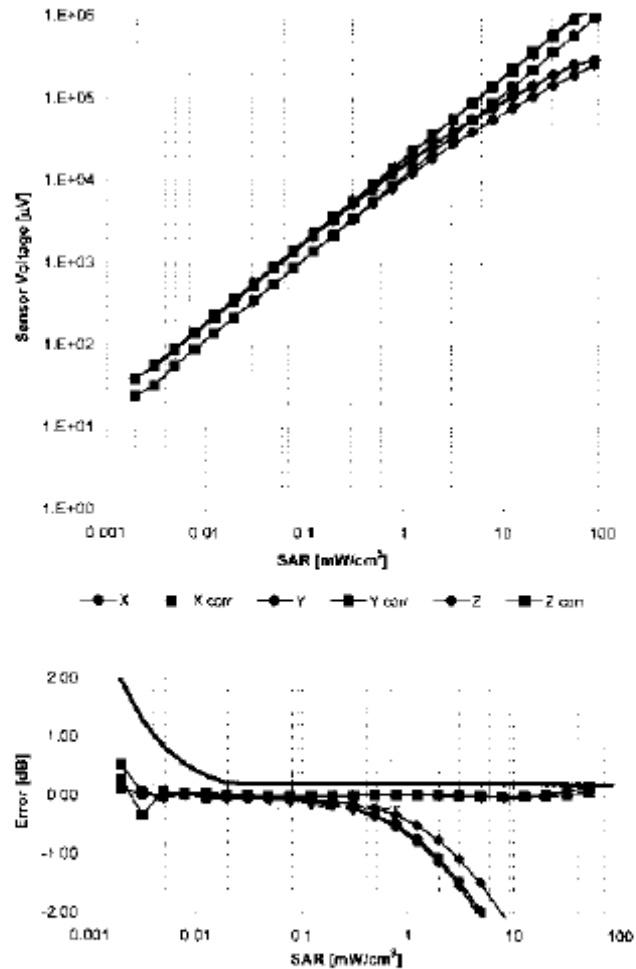 1.E+06
1.E+05
1.E+04
1.E+03
1.E+02
1.E+01
1.E+00
Sensor Voltage [µV]
0.001 0.01 0.1 1 10 100
SAR [mW/cm³]
X X corr Y Y corr Z Z corr
2.00
1.00
0.00
-1.00
-2.00
Error [dB]
0.001 0.01 0.1 1 10 100
SAR [mW/cm³]